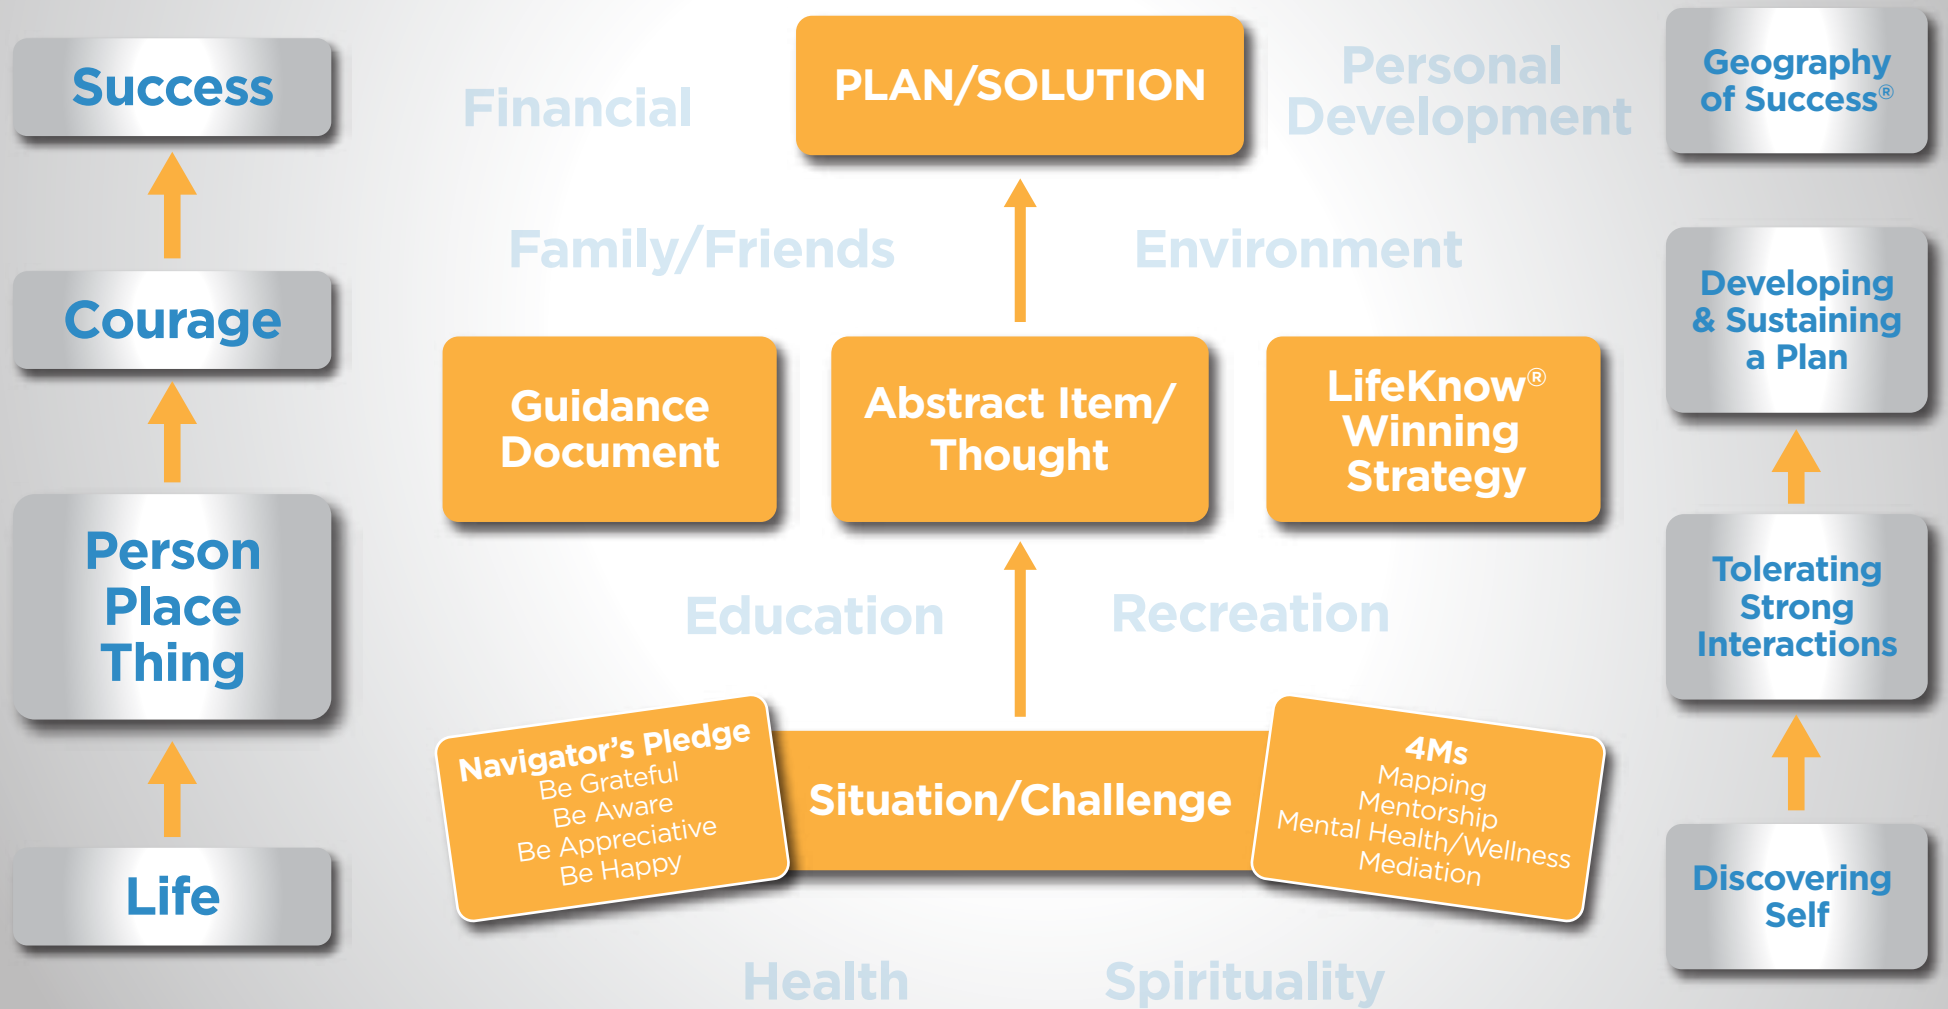 Success
Courage
Person
Place
Thing
Life
Financial
PLAN/SOLUTION
Personal
Development
Family/Friends
Environment
Guidance
Document
Abstract Item/
Thought
LifeKnow®
Winning
Strategy
Education
Recreation
Navigator's Pledge
Be Grateful
Be Aware
Be Appreciative
Be Happy
Situation/Challenge
4Ms
Mapping
Mentorship
Mental Health/Wellness
Mediation
Health
Spirituality
Geography
of Success®
Developing
& Sustaining
a Plan
Tolerating
Strong
Interactions
Discovering
Self